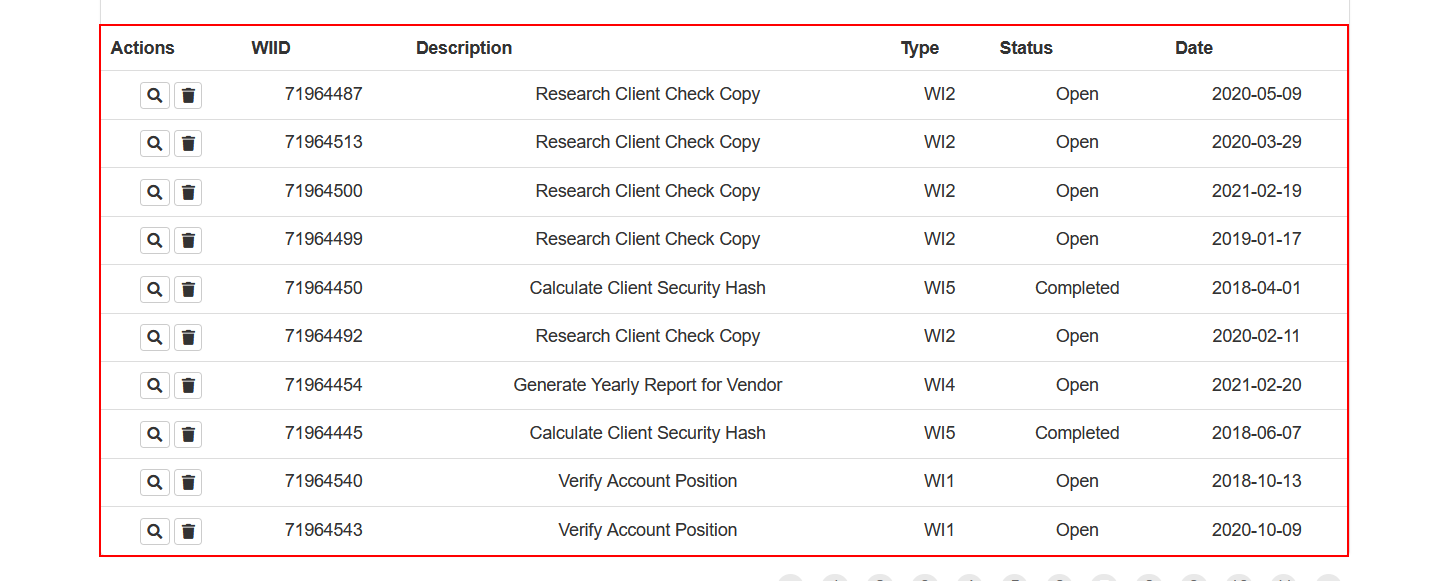 Actions WIID Description Type Status Date
71964487 Research Client Check Copy WI2 Open 2020-05-09
71964513 Research Client Check Copy WI2 Open 2020-03-29
71964500 Research Client Check Copy WI2 Open 2021-02-19
71964499 Research Client Check Copy WI2 Open 2019-01-17
71964450 Calculate Client Security Hash WI5 Completed 2018-04-01
71964492 Research Client Check Copy WI2 Open 2020-02-11
71964454 Generate Yearly Report for Vendor WI4 Open 2021-02-20
71964445 Calculate Client Security Hash WI5 Completed 2018-06-07
71964540 Verify Account Position WI1 Open 2018-10-13
71964543 Verify Account Position WI1 Open 2020-10-09